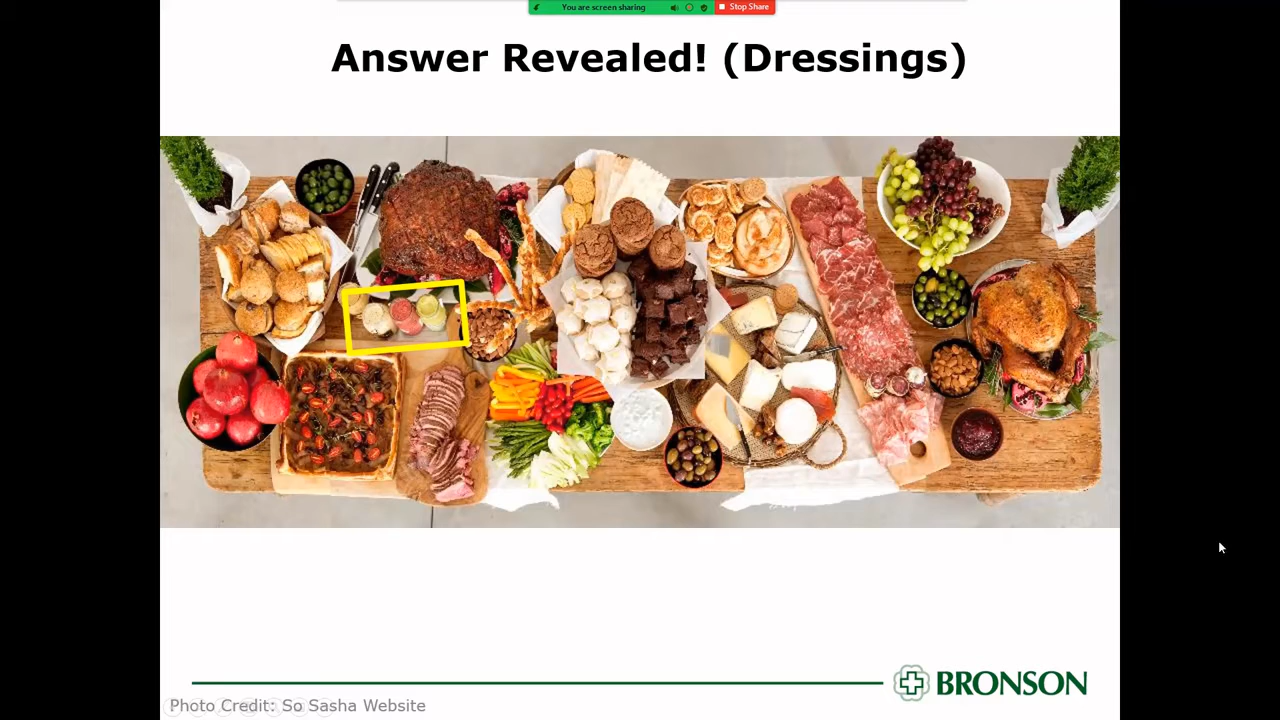 You are screen sharing
Stop Share
Answer Revealed! (Dressings)
BRONSON
Photo Credit: So Sasha Website